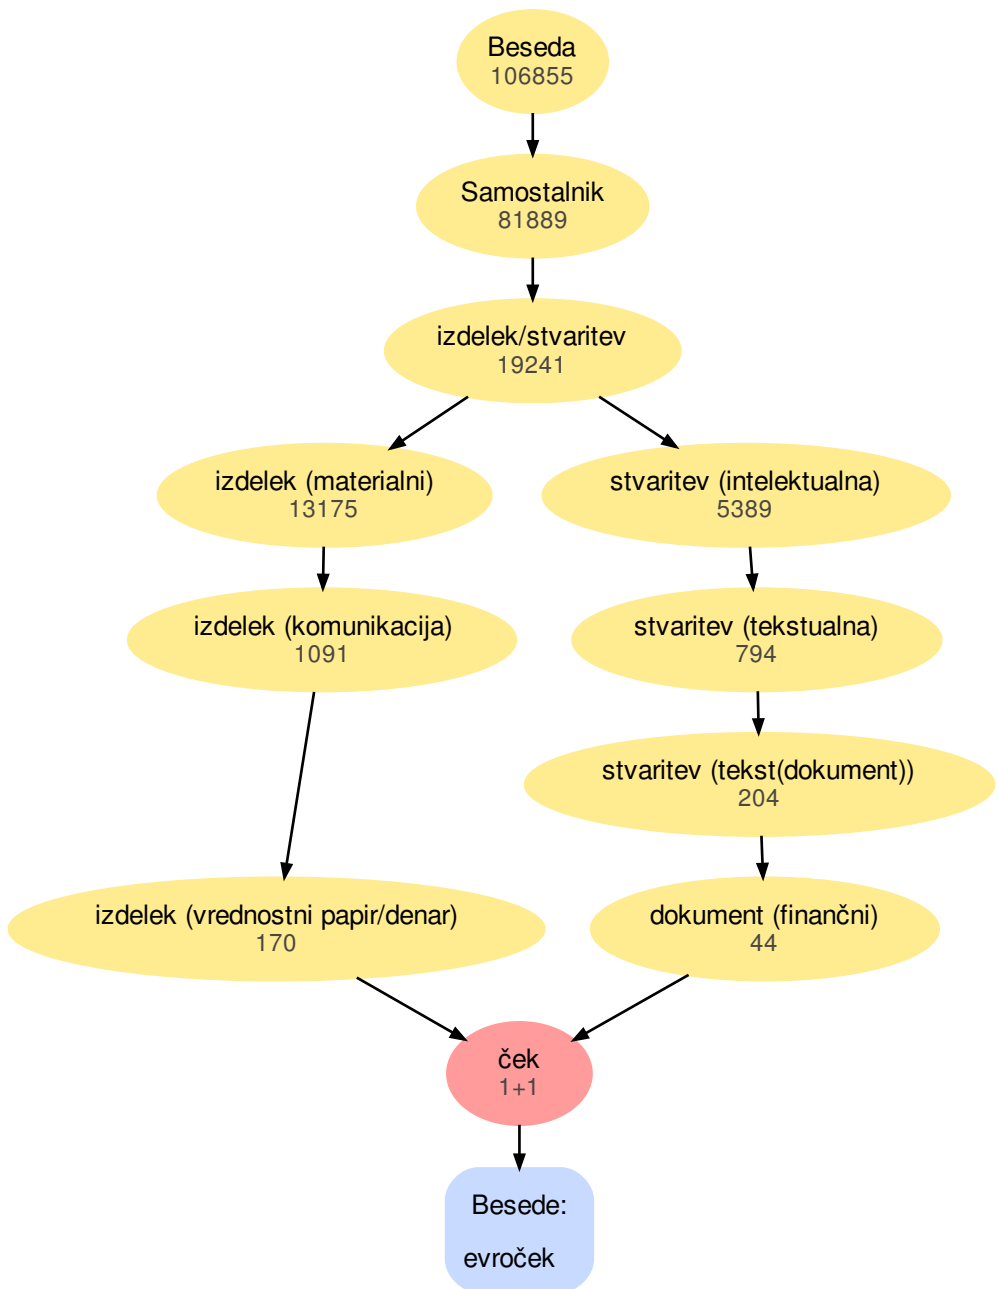 Beseda
106855
Samostalnik
81889
izdelek/stvaritev
19241
izdelek (materialni)
13175
stvaritev (intelektualna)
5389
izdelek (komunikacija)
1091
stvaritev (tekstualna)
794
stvaritev (tekst(dokument))
204
izdelek (vrednostni papir/denar)
170
dokument (finančni)
44
ček
1+1
Besede:
evroček